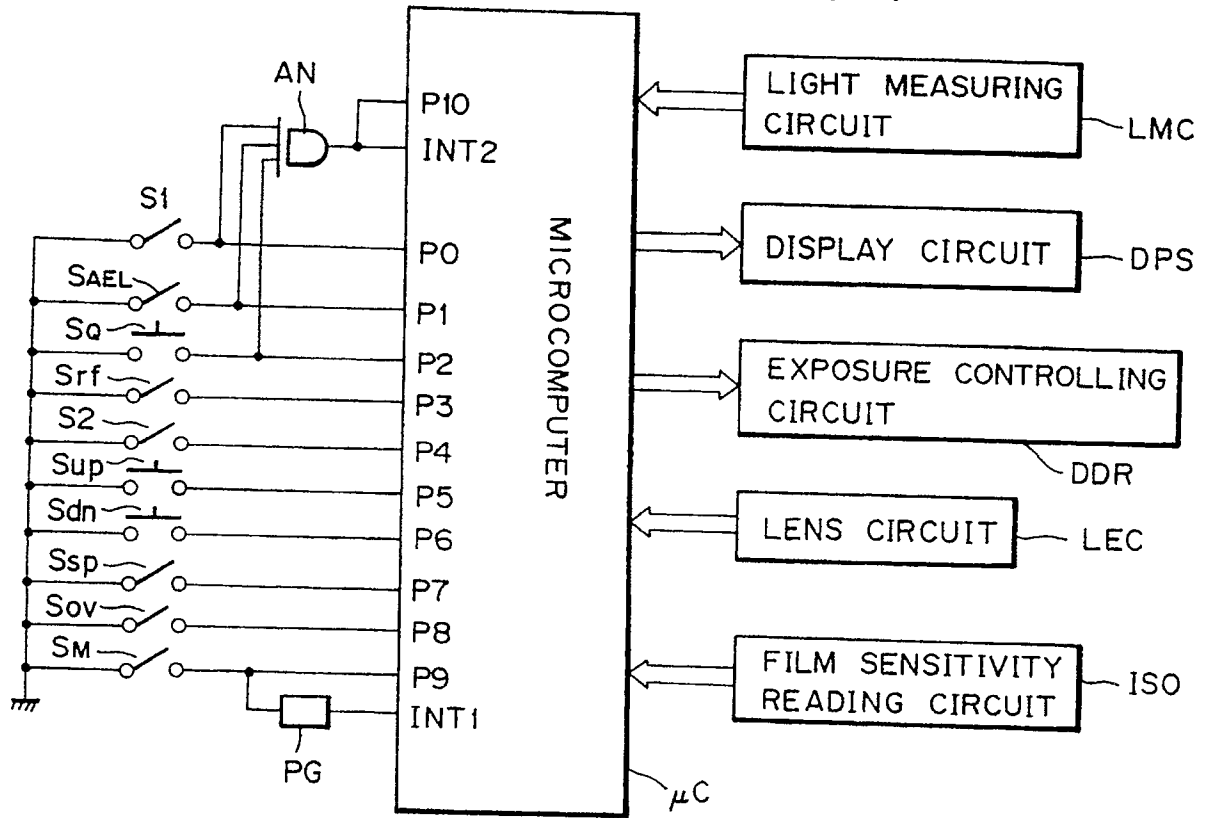 AN
P10
INT2
S1
P0
SAEL
P1
SQ
P2
Srf
P3
S2
P4
Sup
P5
Sdn
P6
Ssp
P7
Sov
P8
SM
P9
INT1
PG
MICROCOMPUTER
μC
LIGHT MEASURING
CIRCUIT
LMC
DISPLAY CIRCUIT
DPS
EXPOSURE CONTROLLING
CIRCUIT
DDR
LENS CIRCUIT
LEC
FILM SENSITIVITY
READING CIRCUIT
ISO